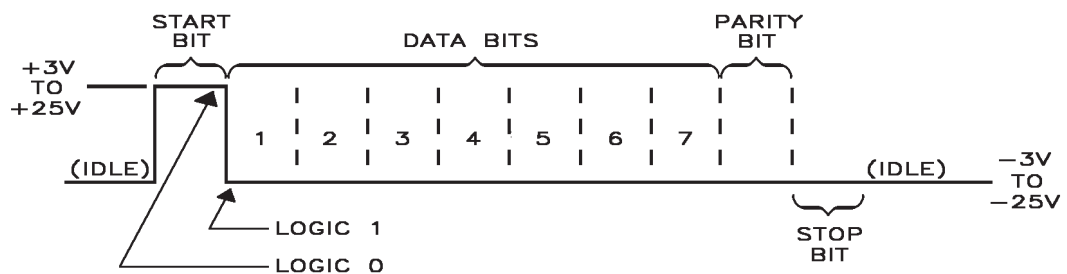 START
BIT
DATA BITS
PARITY
BIT
+3V
TO
+25V
1 2 3 4 5 6 7
(IDLE)
(IDLE)
−3V
TO
−25V
STOP
BIT
LOGIC 1
LOGIC 0